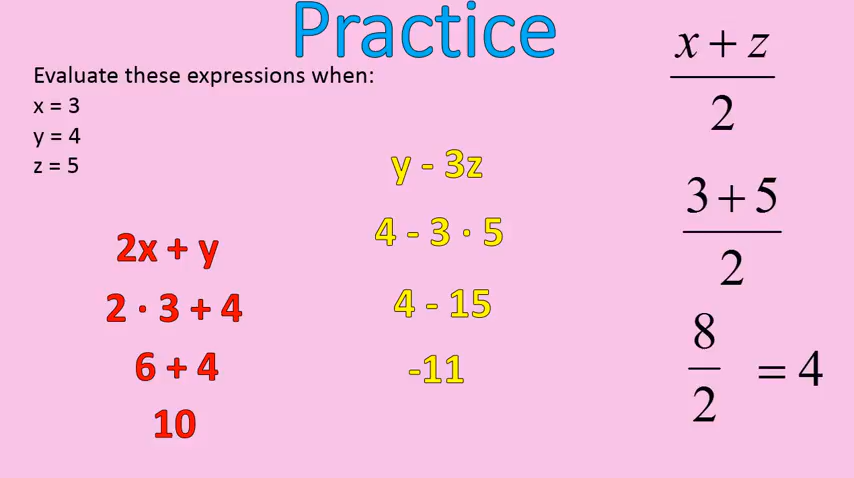 Practice
Evaluate these expressions when:
x = 3
y = 4
z = 5
2x + y
2 · 3 + 4
6 + 4
10
y - 3z
4 - 3 · 5
4 - 15
-11
x + z
2
3 + 5
2
8
2
= 4